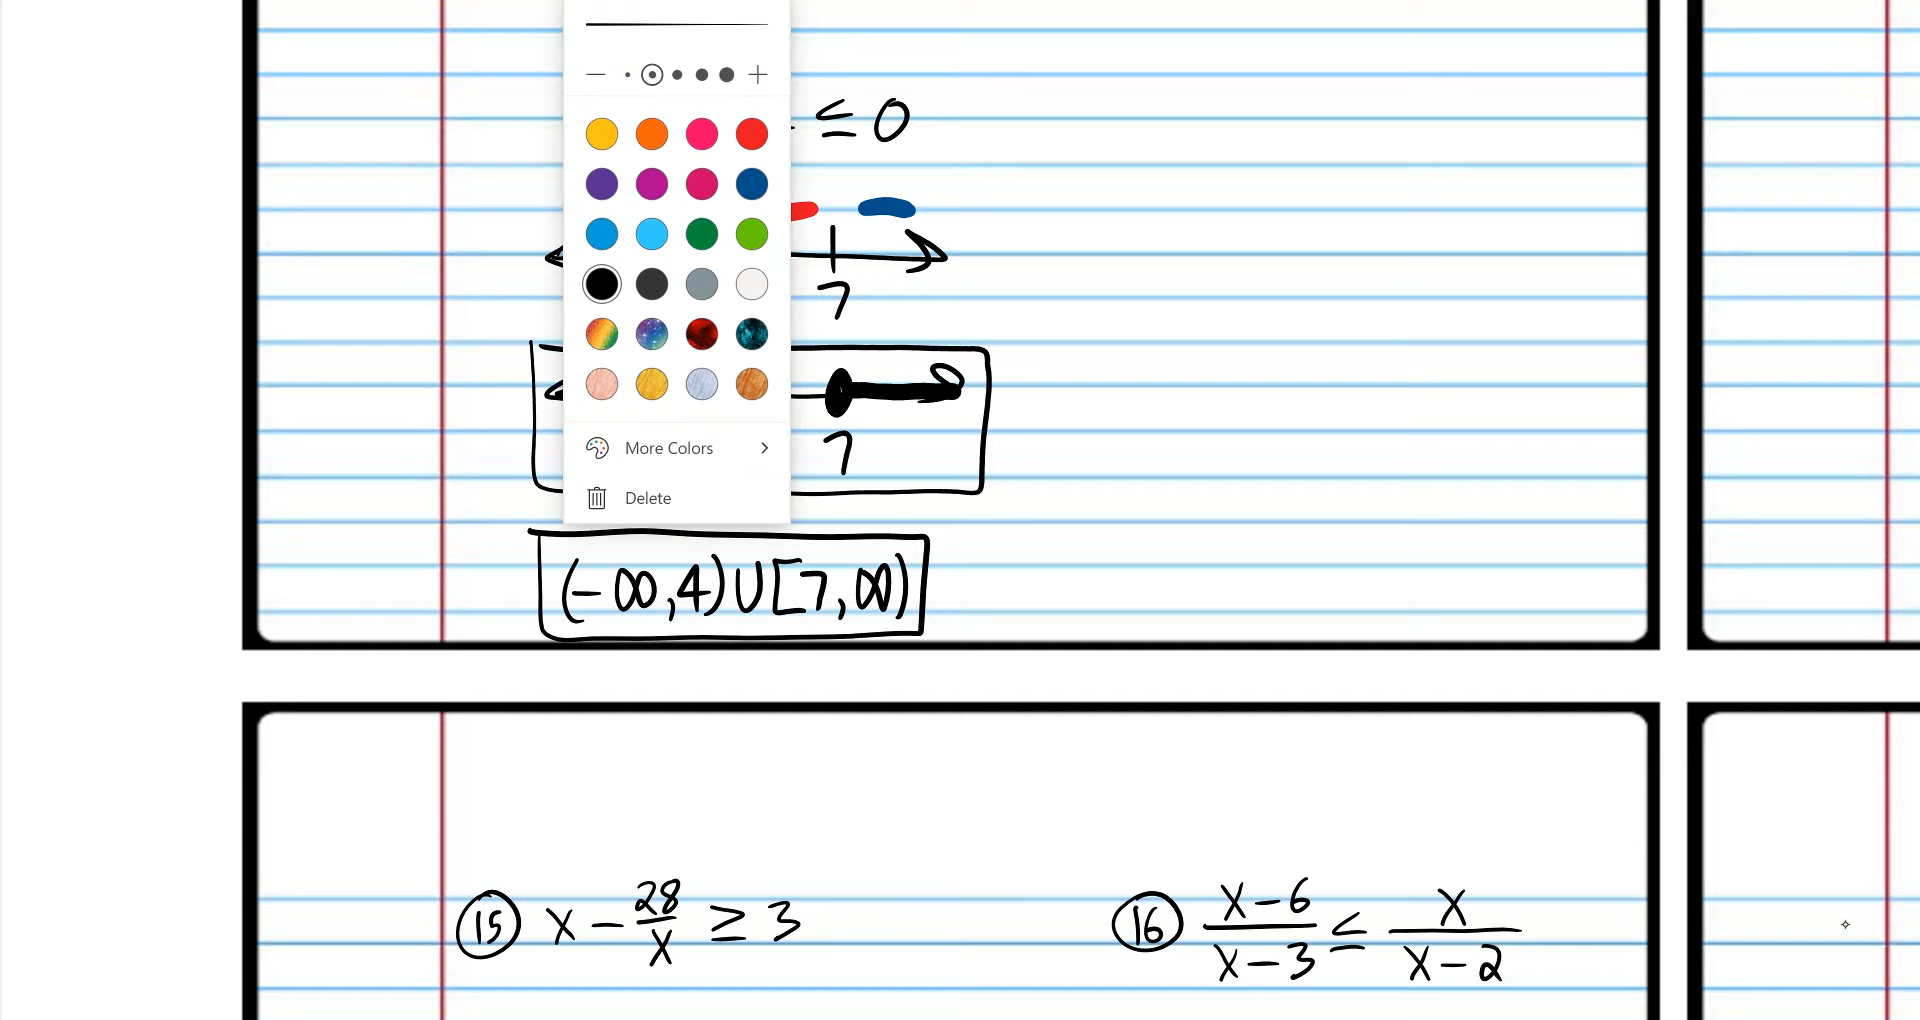 ≤ 0
7
7
More Colors
Delete
(-∞,4)∪[7,∞)
15 x - 28/x ≥ 3
16 x-6/x-3 ≤ x/x-2